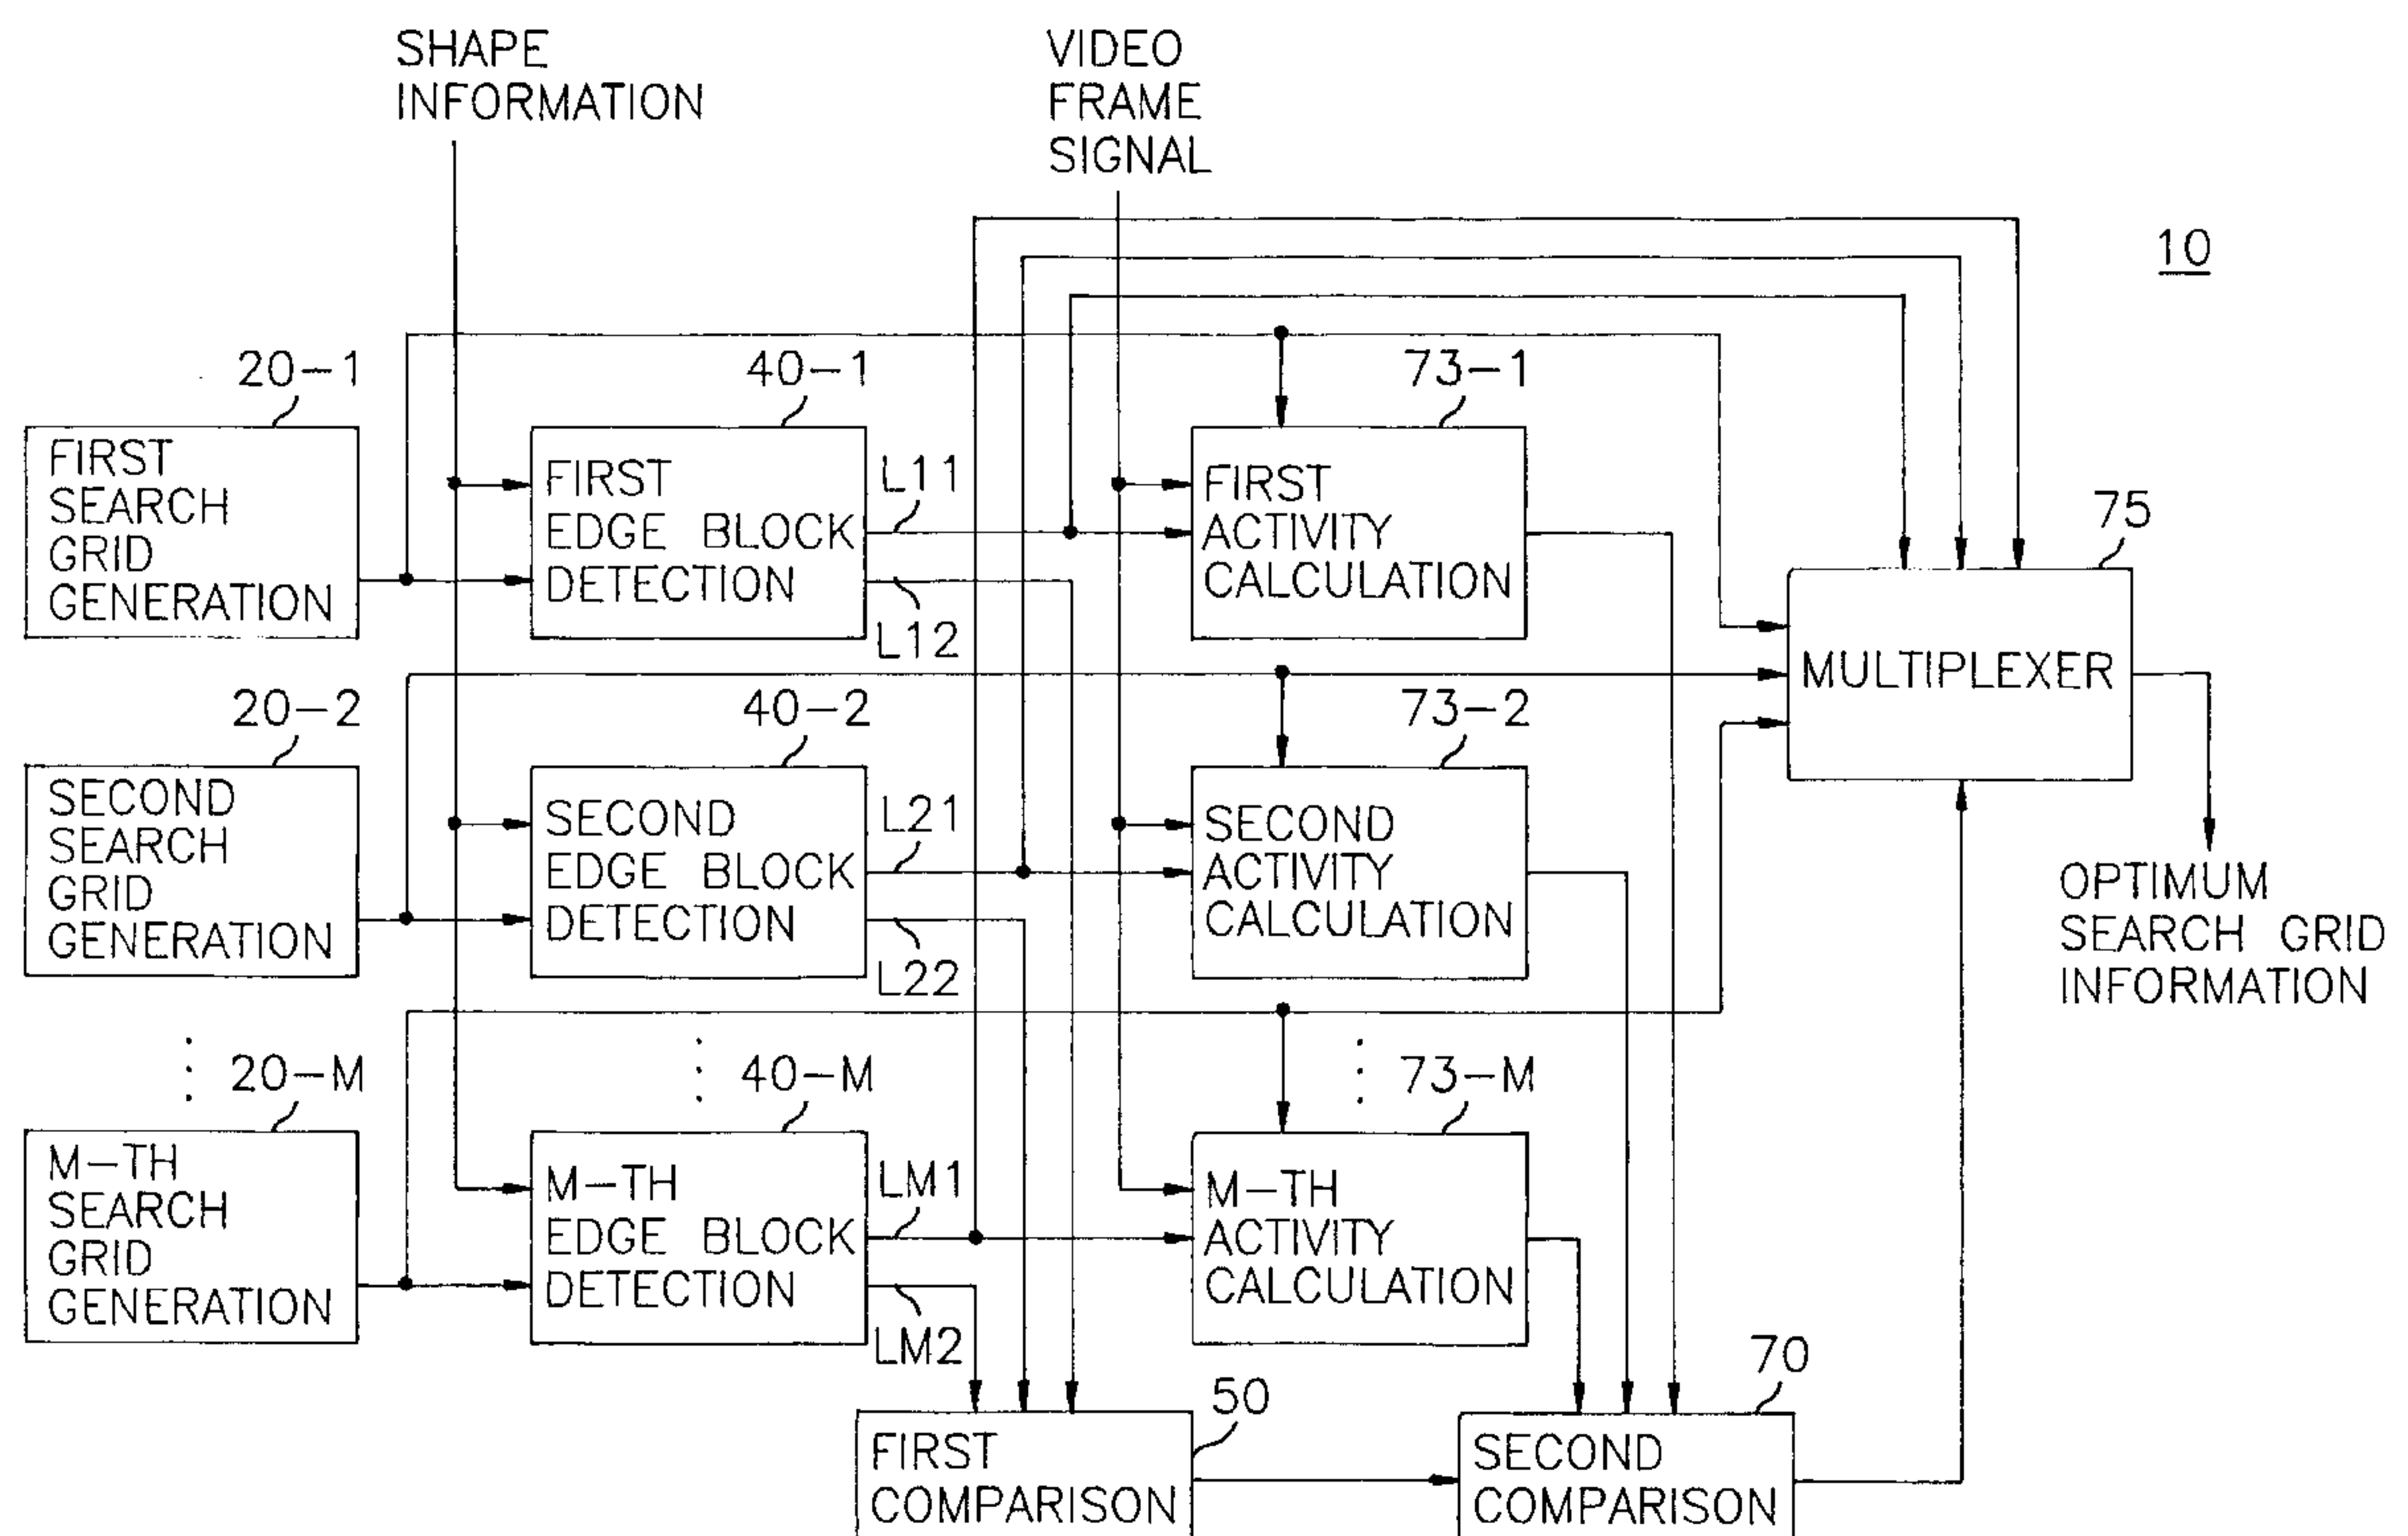 SHAPE
INFORMATION
VIDEO
FRAME
SIGNAL
10
20-1
40-1
73-1
FIRST
SEARCH
GRID
GENERATION
FIRST
EDGE BLOCK
DETECTION
L11
L12
FIRST
ACTIVITY
CALCULATION
75
MULTIPLEXER
20-2
40-2
73-2
SECOND
SEARCH
GRID
GENERATION
SECOND
EDGE BLOCK
DETECTION
L21
L22
SECOND
ACTIVITY
CALCULATION
OPTIMUM
SEARCH GRID
INFORMATION
20-M
40-M
73-M
M-TH
SEARCH
GRID
GENERATION
M-TH
EDGE BLOCK
DETECTION
LM1
LM2
M-TH
ACTIVITY
CALCULATION
50
FIRST
COMPARISON
70
SECOND
COMPARISON